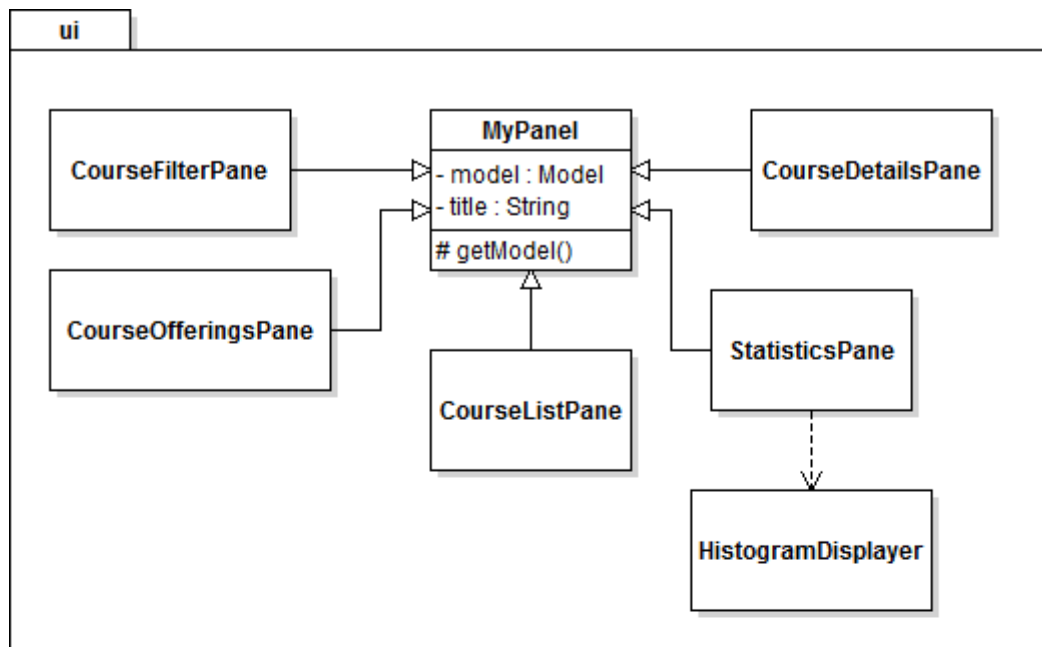 ui
CourseFilterPane
MyPanel
- model : Model
- title : String
# getModel()
CourseDetailsPane
CourseOfferingsPane
CourseListPane
StatisticsPane
HistogramDisplayer